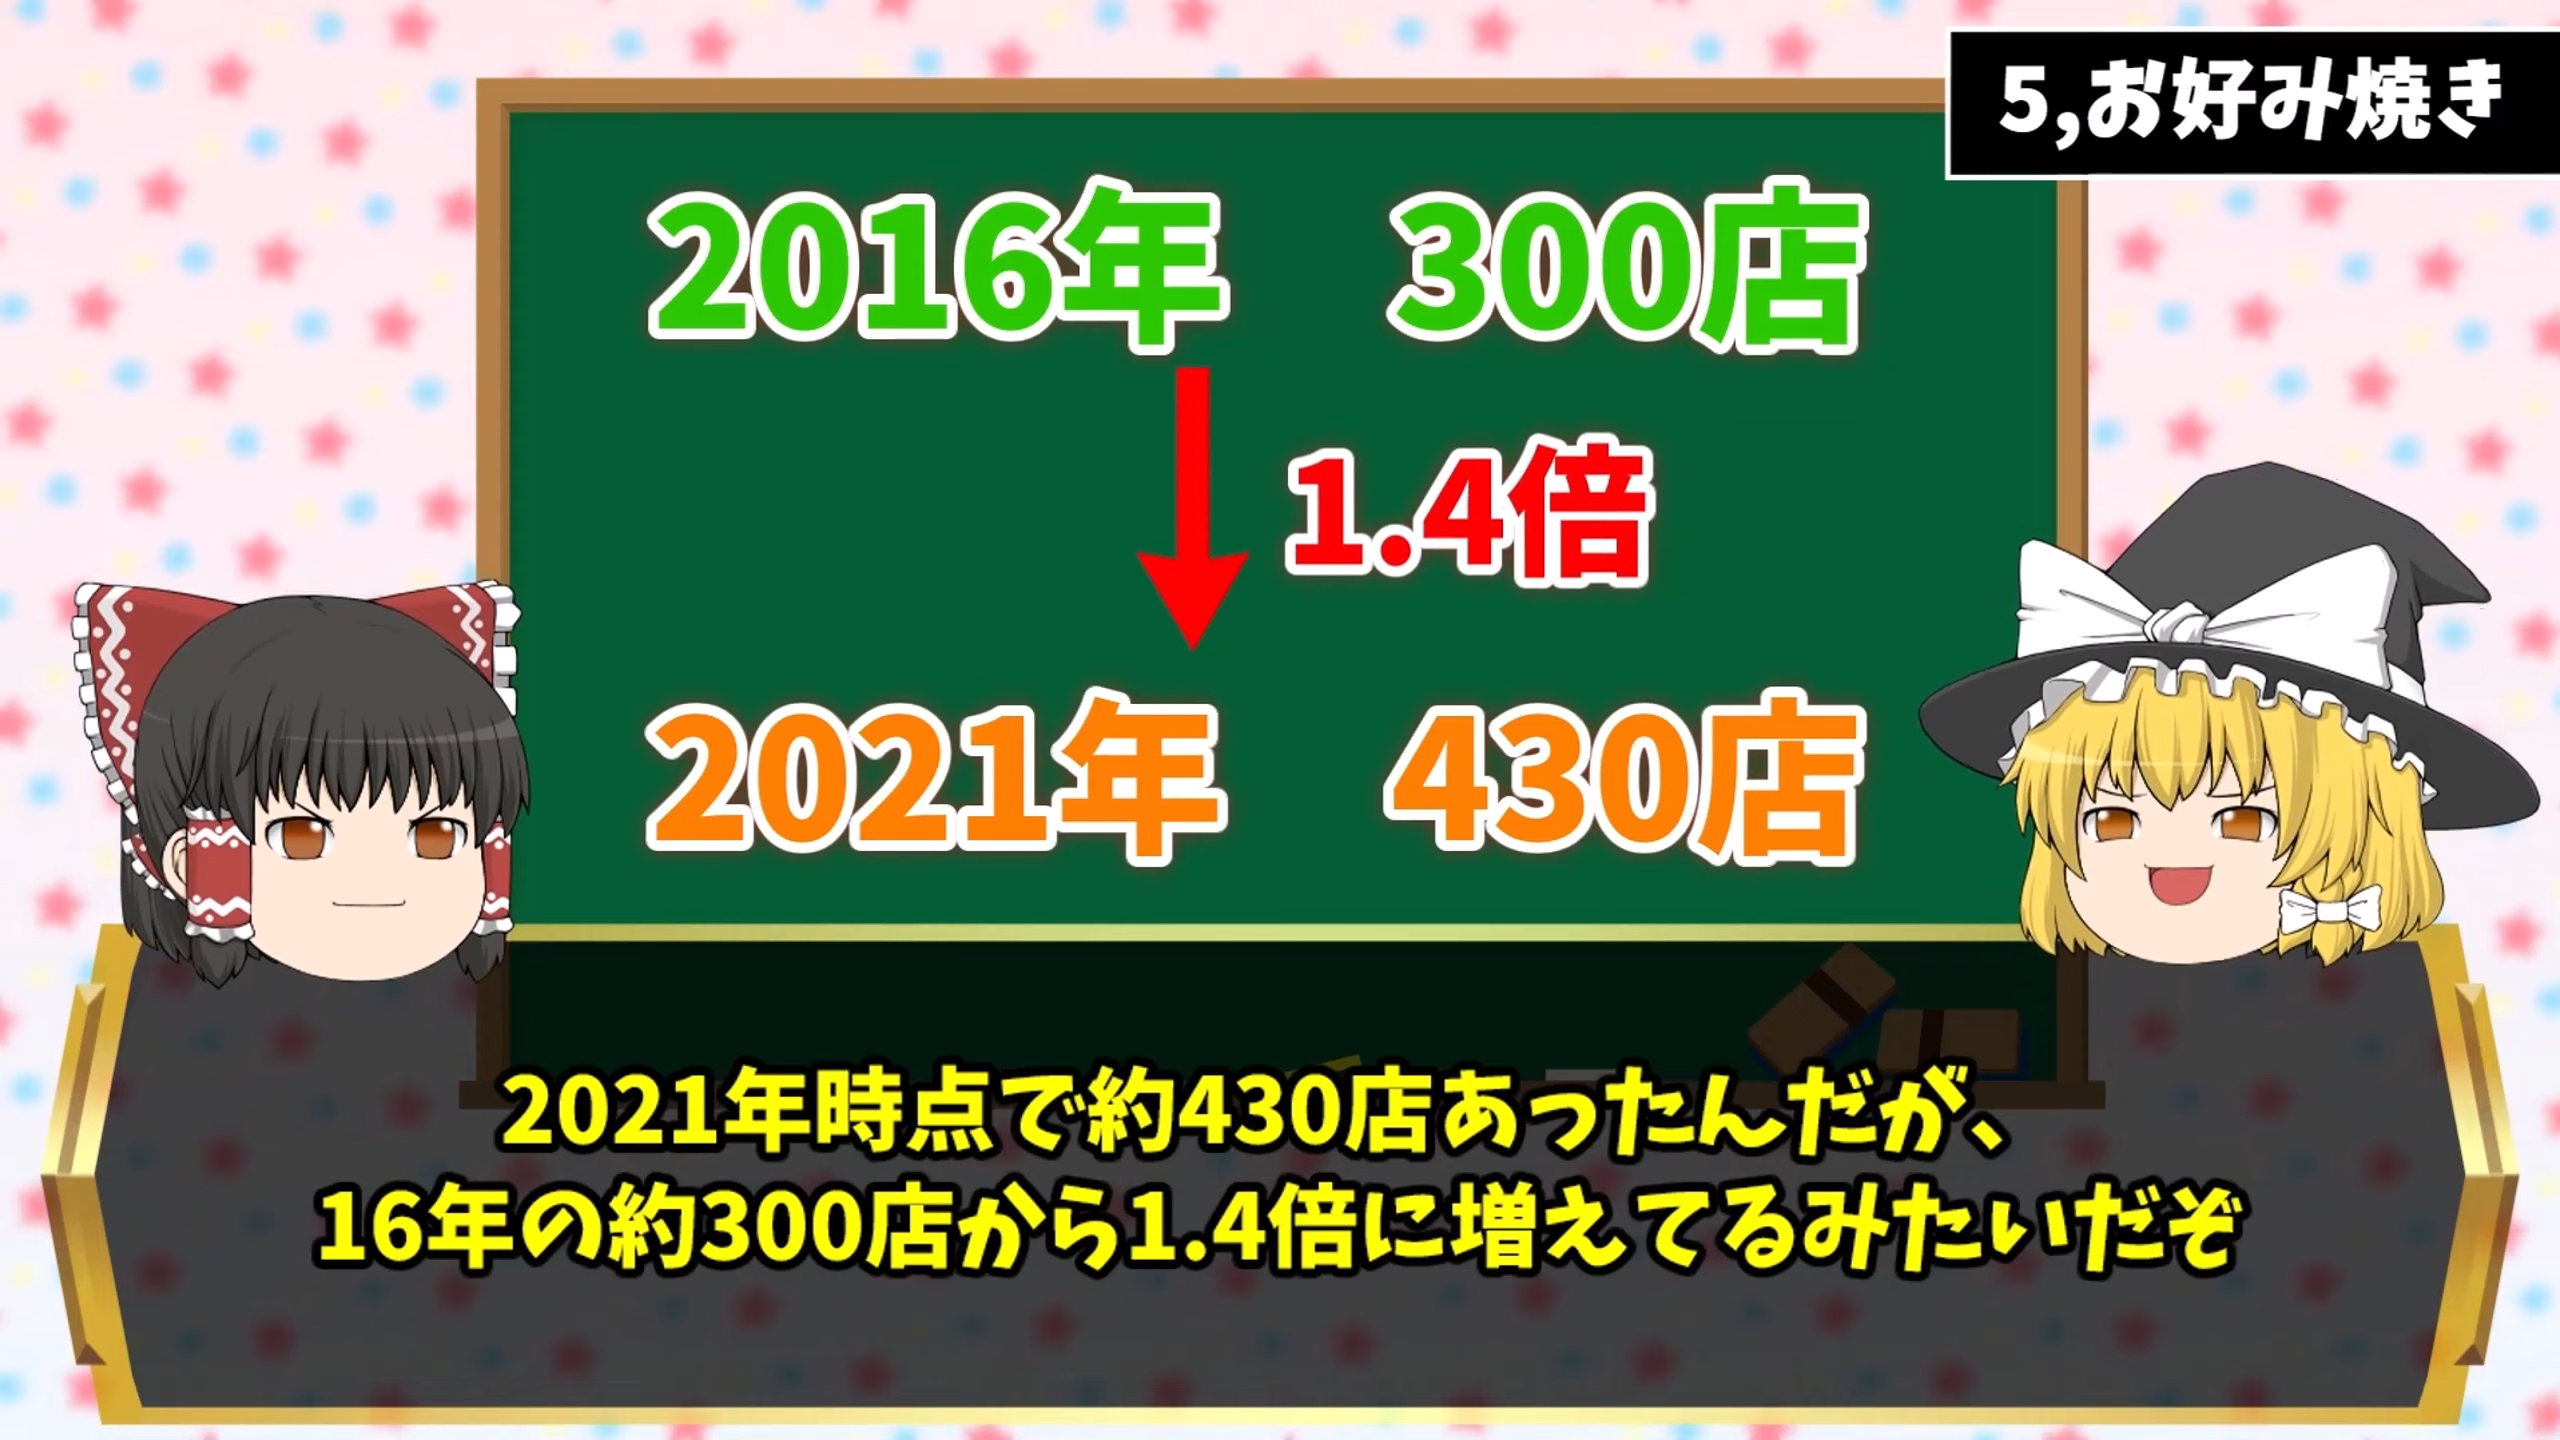 5,お好み焼き
2016年 300店
1.4倍
2021年 430店
2021年時点で約430店あったんだが、
16年の約300店から1.4倍に増えてるみたいだぞ